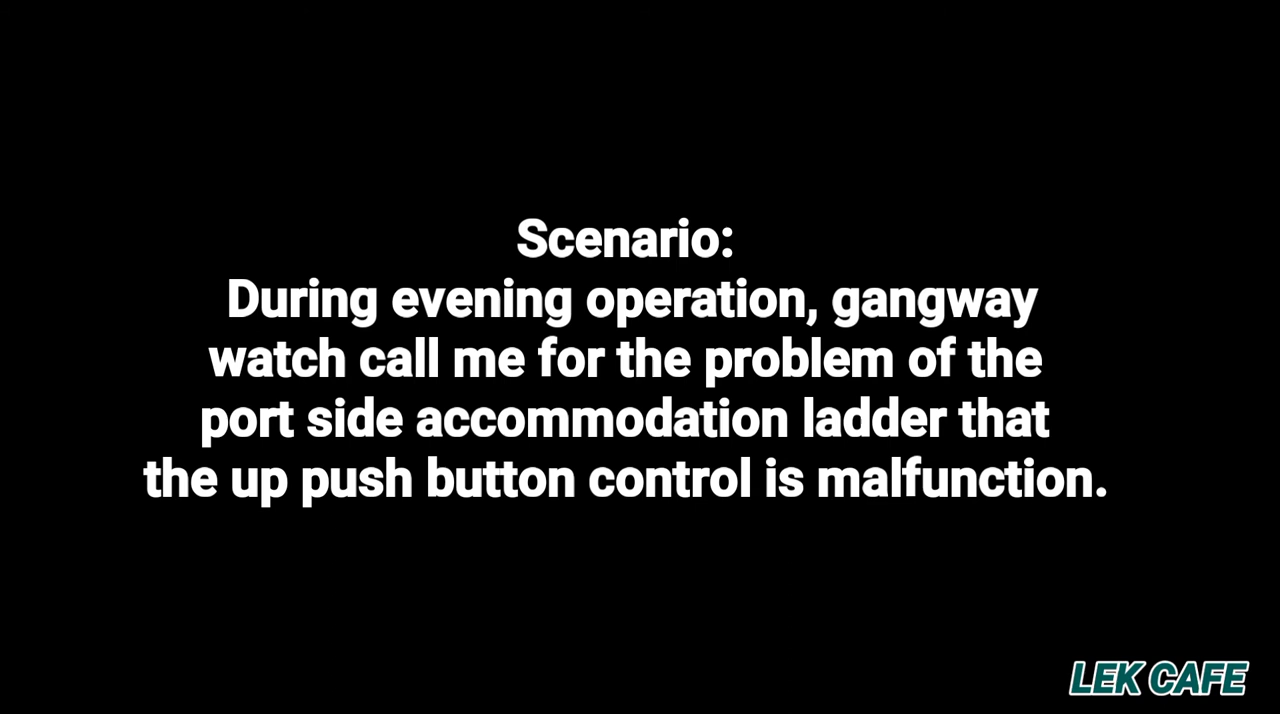 Scenario:
During evening operation, gangway
watch call me for the problem of the
port side accommodation ladder that
the up push button control is malfunction.
LEK CAFE